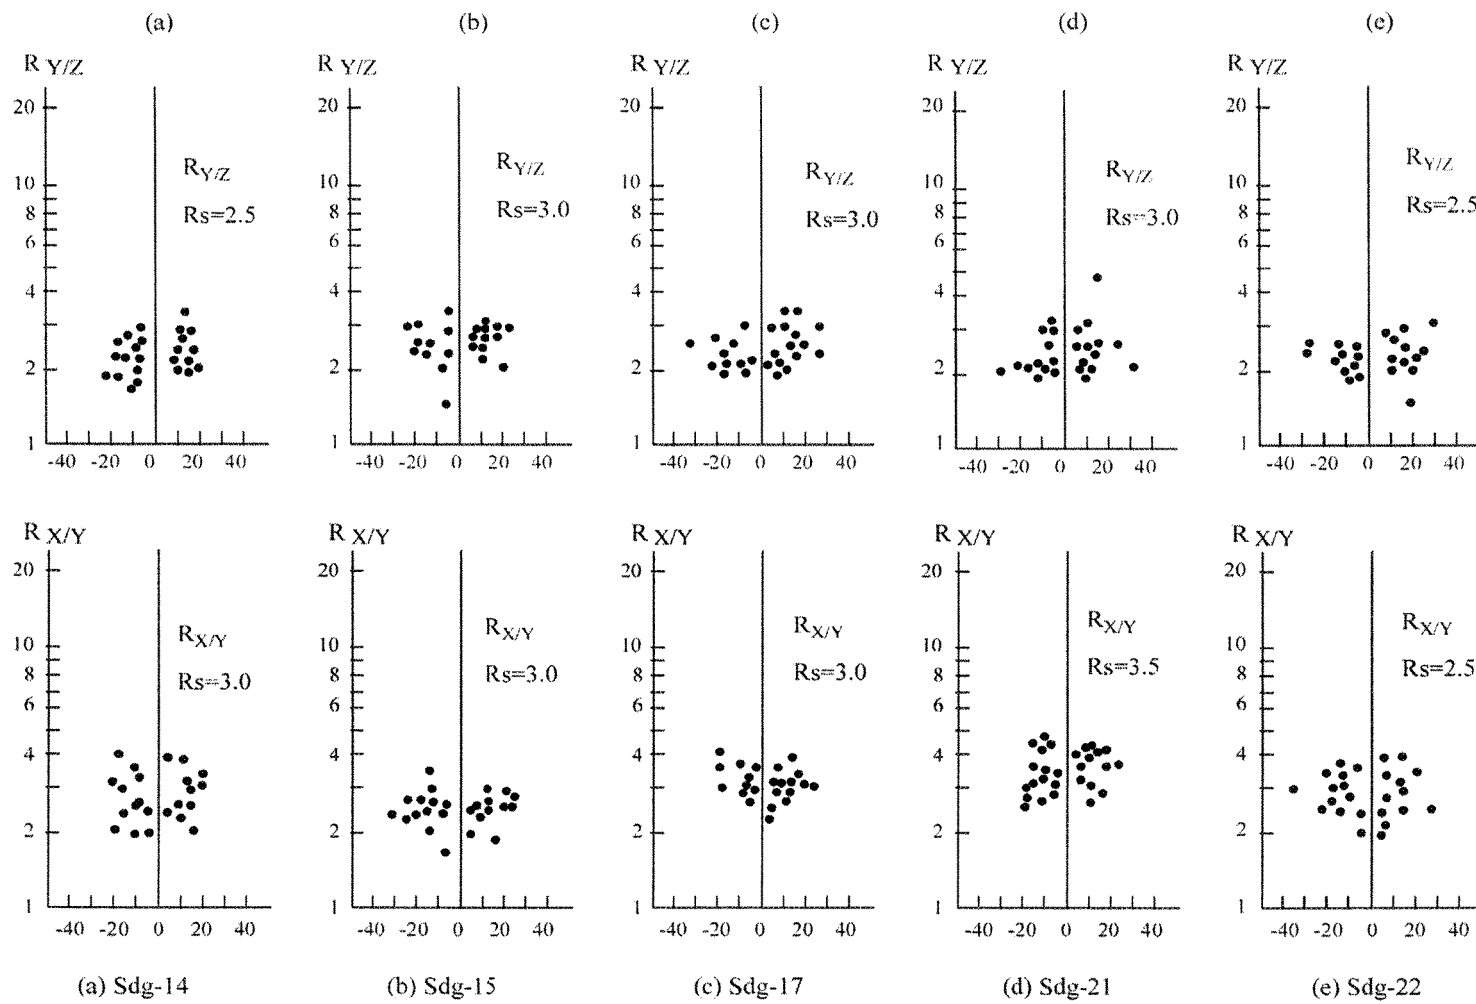 (a) (b) (c) (d) (e)
R Y/Z R Y/Z R Y/Z R Y/Z R Y/Z
20 20 20 20 20
R Y/Z R Y/Z R Y/Z R Y/Z R Y/Z
10 10 10 10 10
Rs=2.5 Rs=3.0 Rs=3.0 Rs=3.0 Rs=2.5
8 8 8 8 8
6 6 6 6 6
4 4 4 4 4
2 2 2 2 2
1 1 1 1 1
-40 -20 0 20 40 -40 -20 0 20 40 -40 -20 0 20 40 -40 -20 0 20 40 -40 -20 0 20 40
R X/Y R X/Y R X/Y R X/Y R X/Y
20 20 20 20 20
R X/Y R X/Y R X/Y R X/Y R X/Y
10 10 10 10 10
Rs=3.0 Rs=3.0 Rs=3.0 Rs=3.5 Rs=2.5
8 8 8 8 8
6 6 6 6 6
4 4 4 4 4
2 2 2 2 2
1 1 1 1 1
-40 -20 0 20 40 -40 -20 0 20 40 -40 -20 0 20 40 -40 -20 0 20 40 -40 -20 0 20 40
(a) Sdg-14 (b) Sdg-15 (c) Sdg-17 (d) Sdg-21 (e) Sdg-22